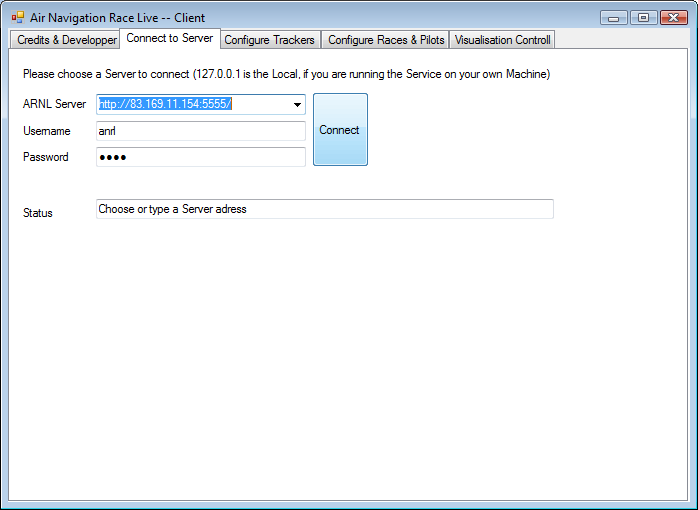 Air Navigation Race Live -- Client
Credits & Developper Connect to Server Configure Trackers Configure Races & Pilots Visualisation Controll
Please choose a Server to connect (127.0.0.1 is the Local, if you are running the Service on your own Machine)
ARNL Server http://83.169.11.154:5555/
Username anrl
Connect
Password ●●●●
Status Choose or type a Server adress